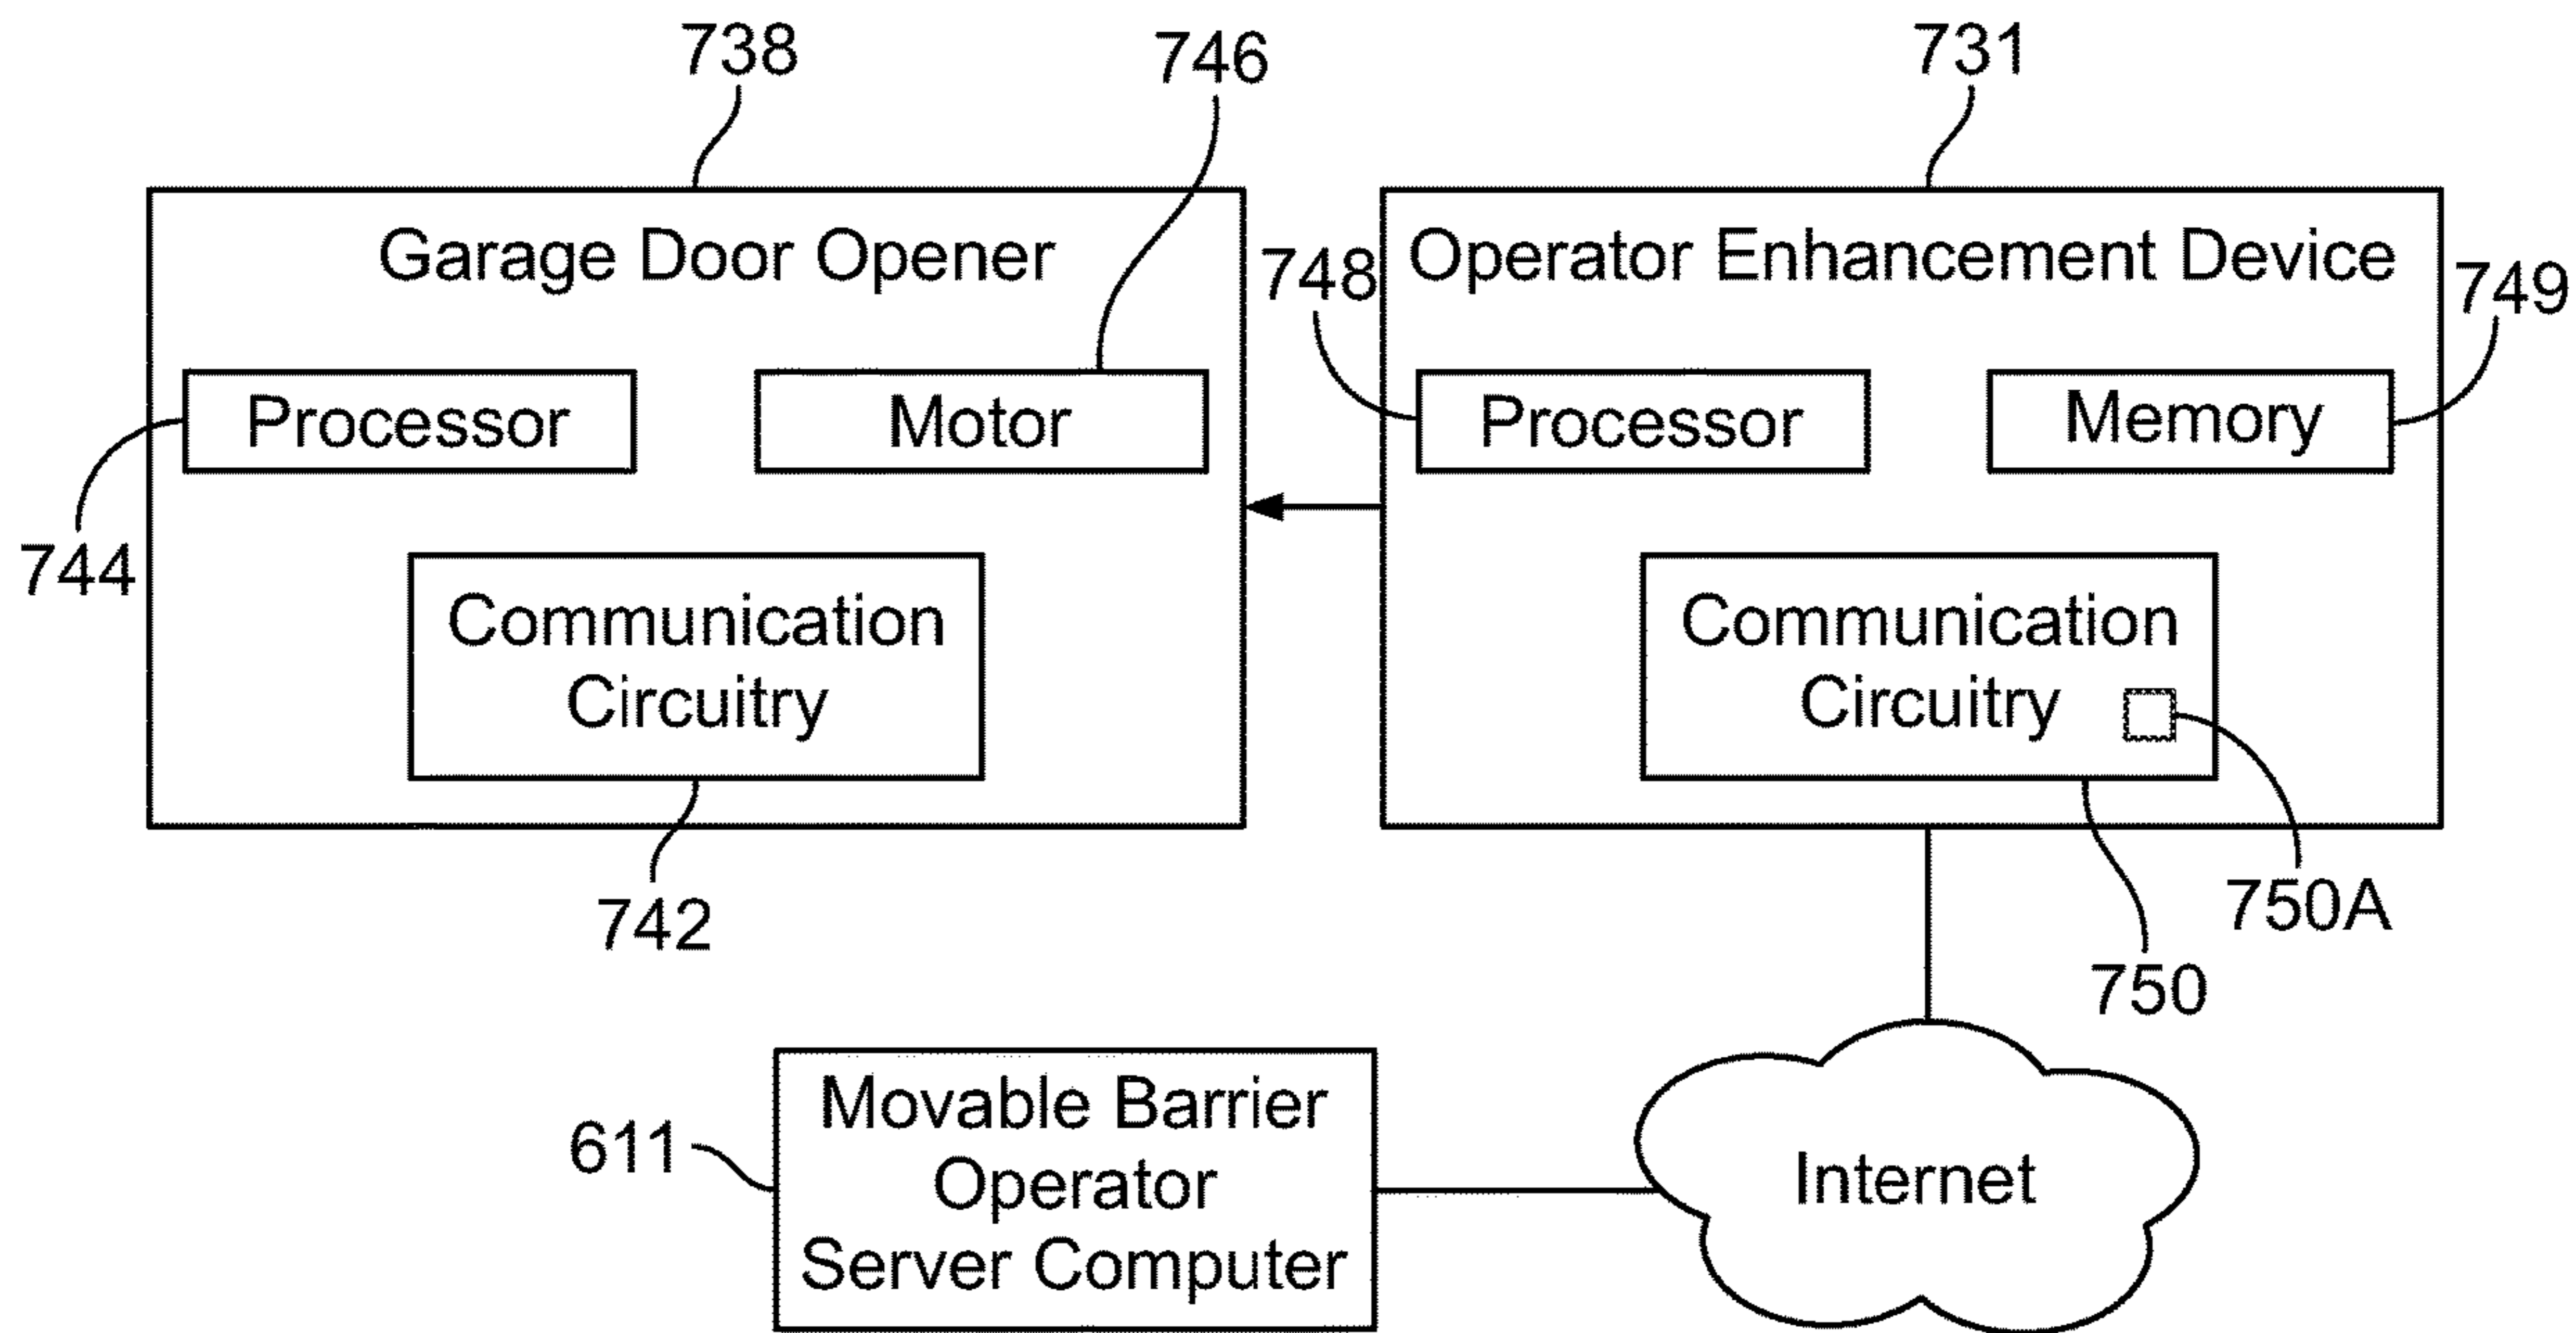 738
746
731
Garage Door Opener
748
Operator Enhancement Device
749
Processor
Motor
Processor
Memory
744
Communication
Circuitry
Communication
Circuitry
742
750A
750
611
Movable Barrier
Operator
Server Computer
Internet